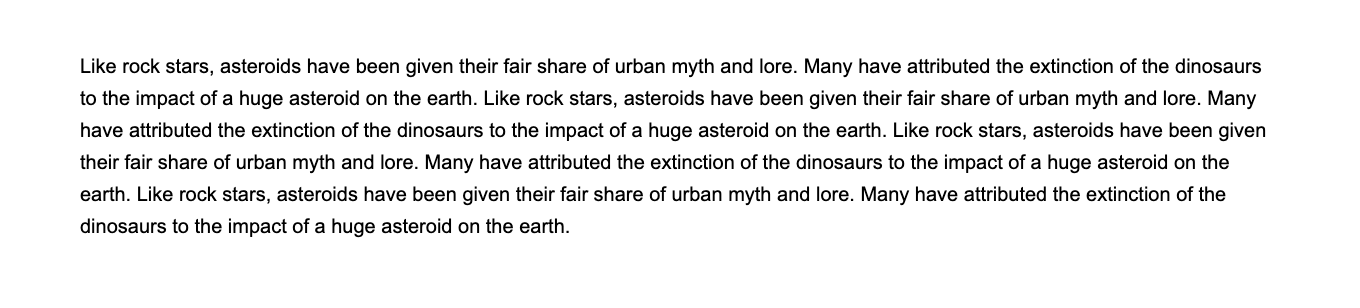 Like rock stars, asteroids have been given their fair share of urban myth and lore. Many have attributed the extinction of the dinosaurs
to the impact of a huge asteroid on the earth. Like rock stars, asteroids have been given their fair share of urban myth and lore. Many
have attributed the extinction of the dinosaurs to the impact of a huge asteroid on the earth. Like rock stars, asteroids have been given
their fair share of urban myth and lore. Many have attributed the extinction of the dinosaurs to the impact of a huge asteroid on the
earth. Like rock stars, asteroids have been given their fair share of urban myth and lore. Many have attributed the extinction of the
dinosaurs to the impact of a huge asteroid on the earth.